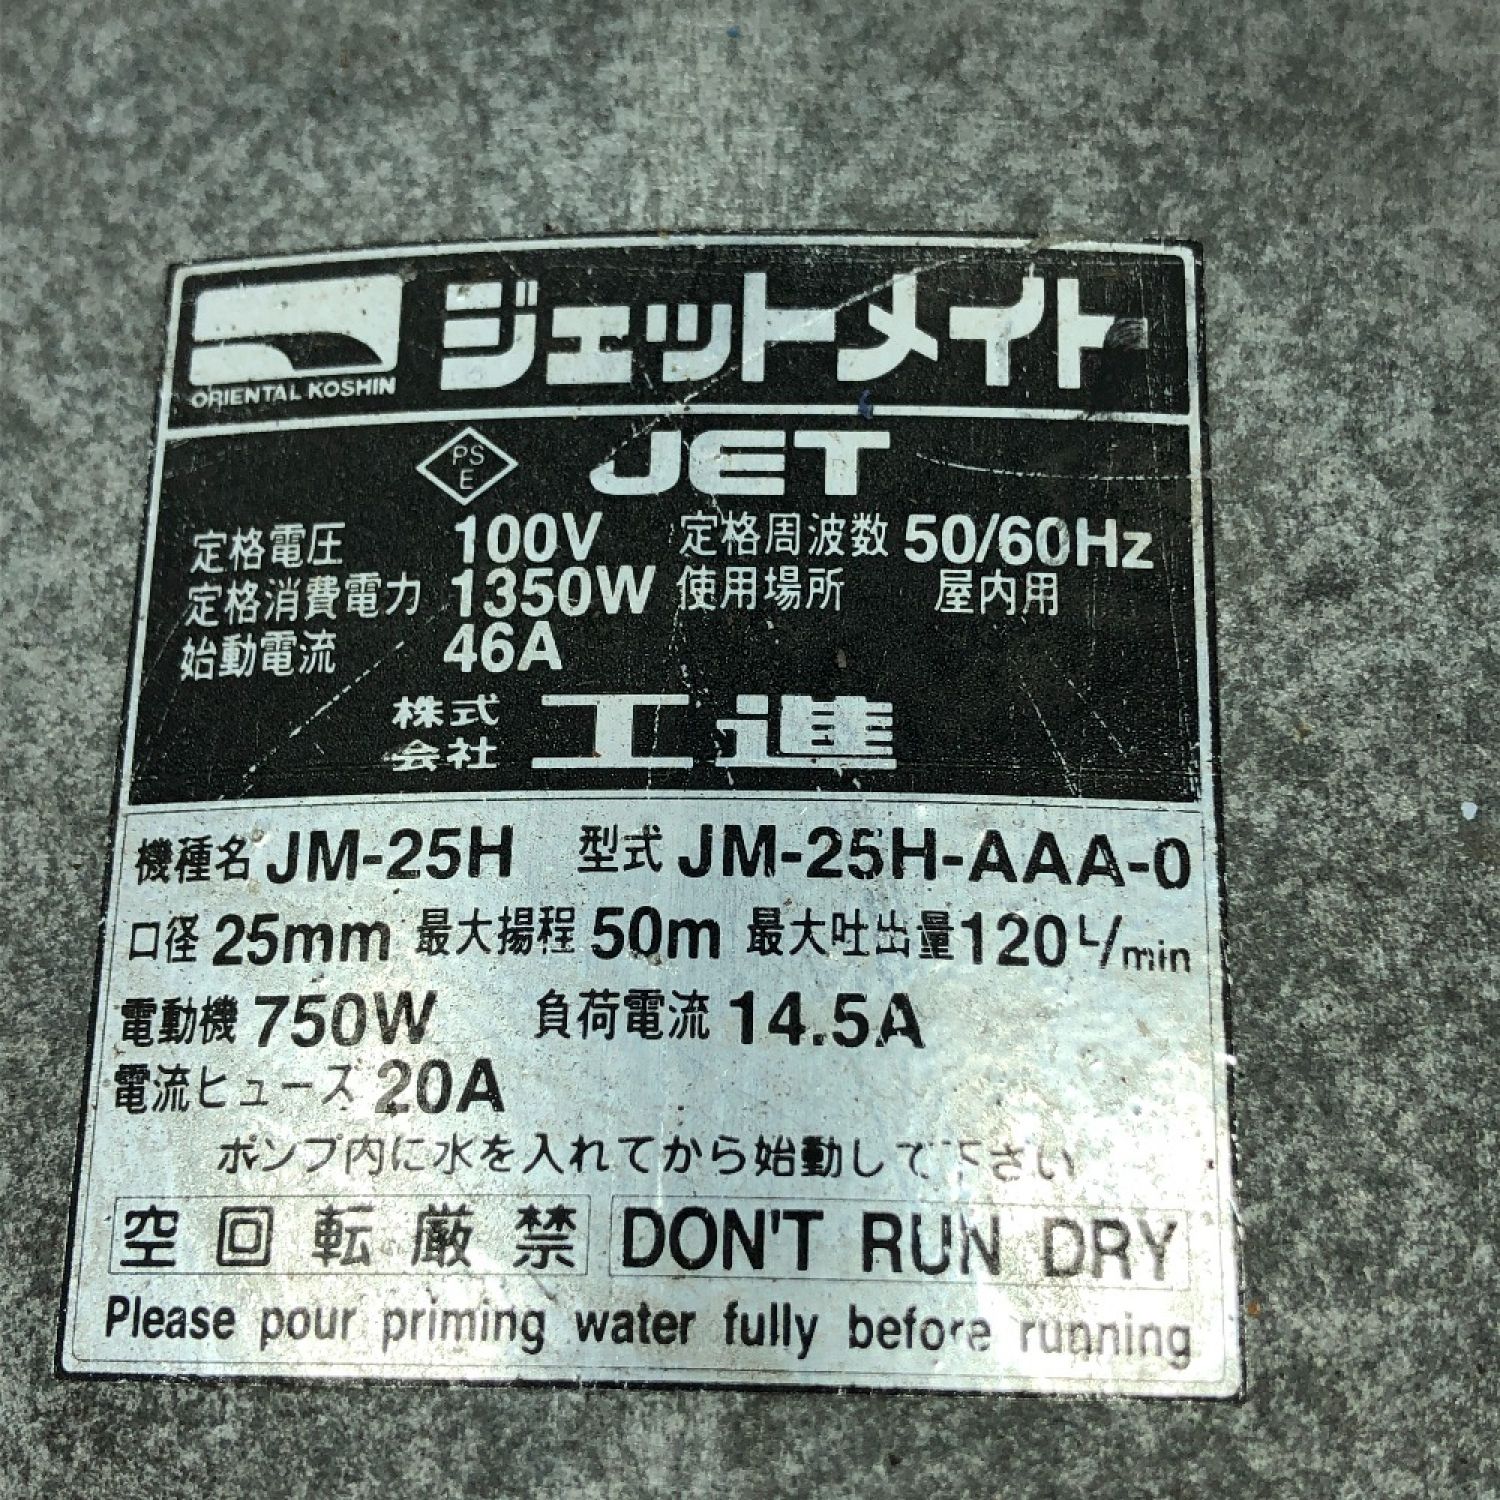 ORIENTAL KOSHIN ジェットメイト
PS E JET
定格電圧 100V 定格周波数 50/60Hz
定格消費電力 1350W 使用場所 屋内用
始動電流 46A
株式会社 工進
機種名 JM-25H 型式 JM-25H-AAA-0
口径 25mm 最大揚程 50m 最大吐出量 120 L/min
電動機 750W 負荷電流 14.5A
電流ヒューズ 20A
ポンプ内に水を入れてから始動して下さい
空回転厳禁 DON'T RUN DRY
Please pour priming water fully before running